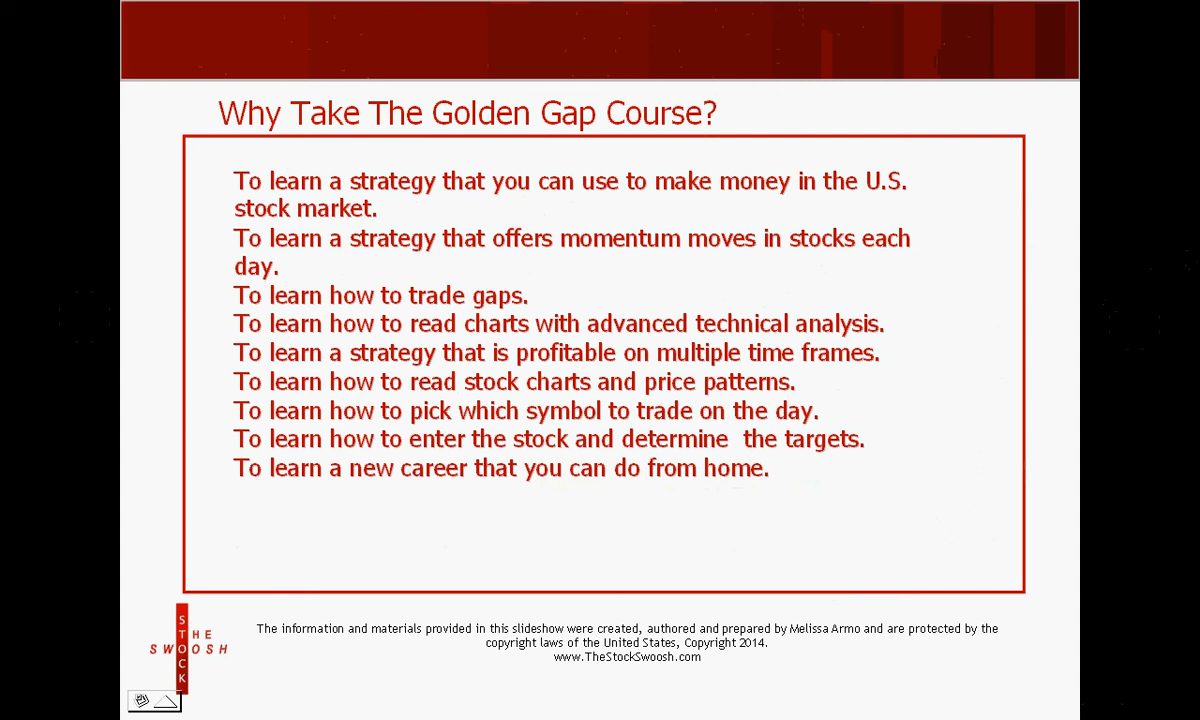 Why Take The Golden Gap Course?
To learn a strategy that you can use to make money in the U.S.
stock market.
To learn a strategy that offers momentum moves in stocks each
day.
To learn how to trade gaps.
To learn how to read charts with advanced technical analysis.
To learn a strategy that is profitable on multiple time frames.
To learn how to read stock charts and price patterns.
To learn how to pick which symbol to trade on the day.
To learn how to enter the stock and determine  the targets.
To learn a new career that you can do from home.
THE
STOCK
SWOOSH
The information and materials provided in this slideshow were created, authored and prepared by Melissa Armo and are protected by the
copyright laws of the United States, Copyright 2014.
www.TheStockSwoosh.com